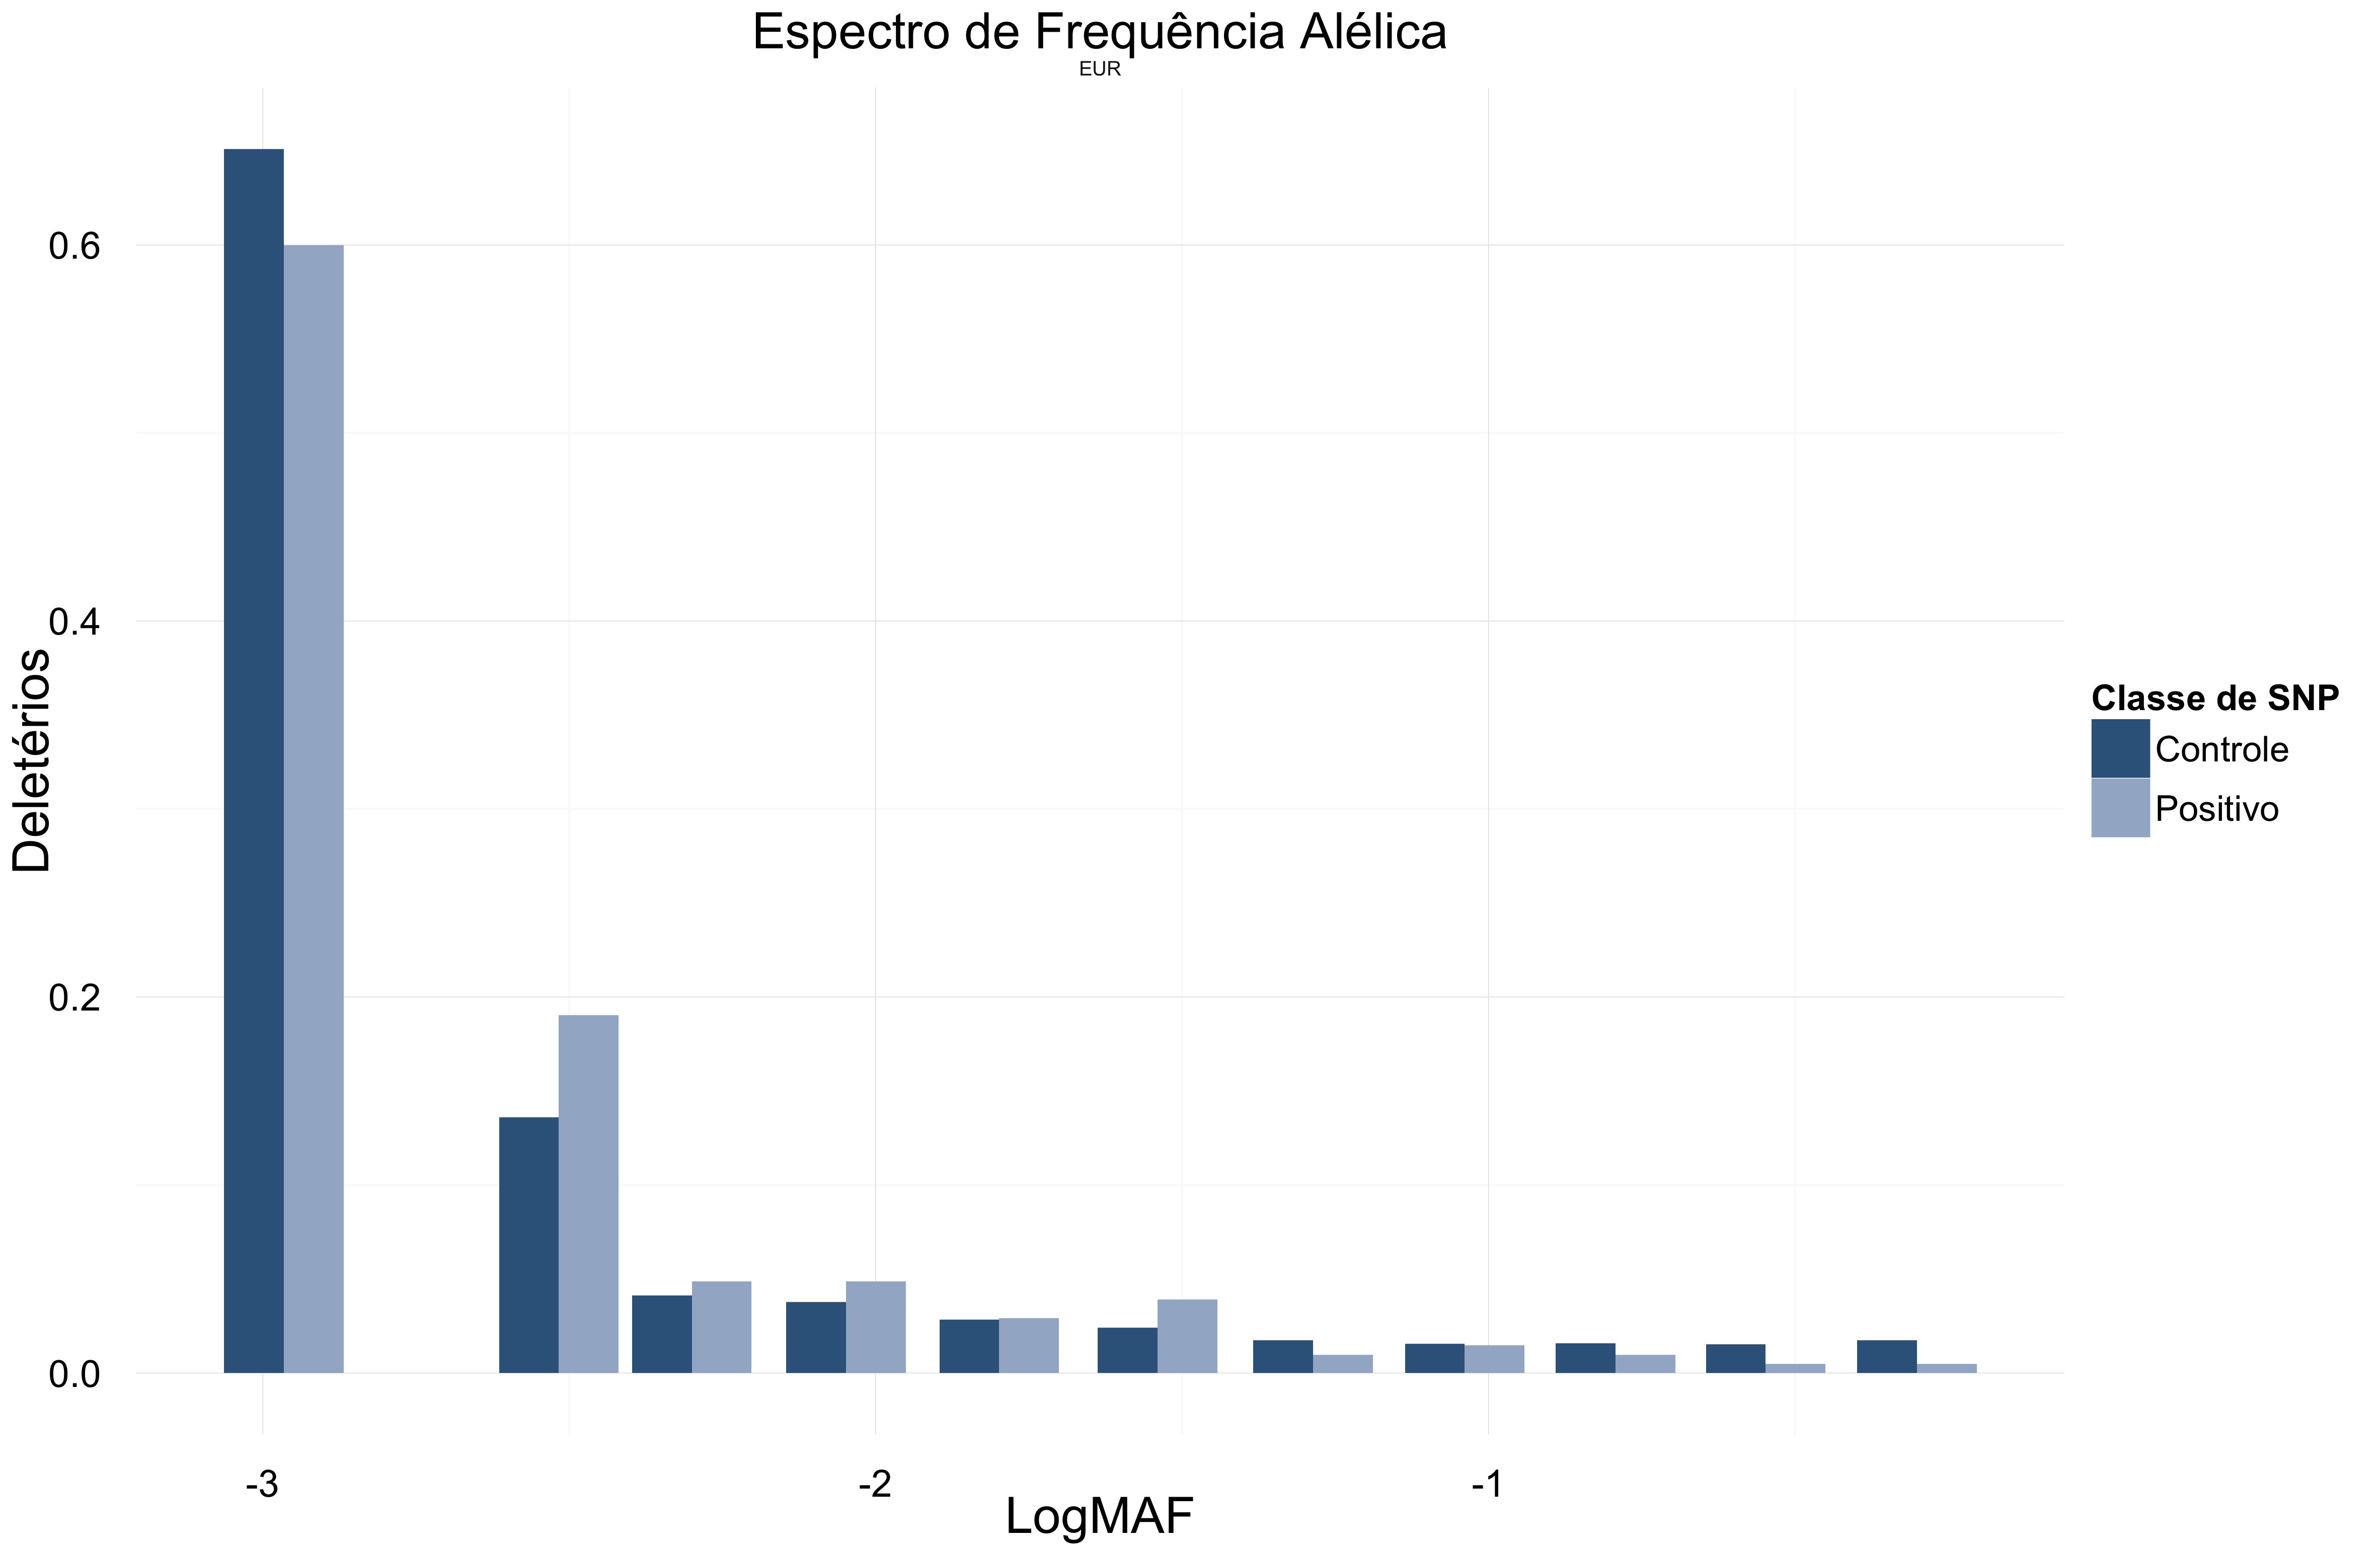 Espectro de Frequência Alélica
EUR
Deletérios
0.6
0.4
0.2
0.0
-3
-2
-1
LogMAF
Classe de SNP
Controle
Positivo